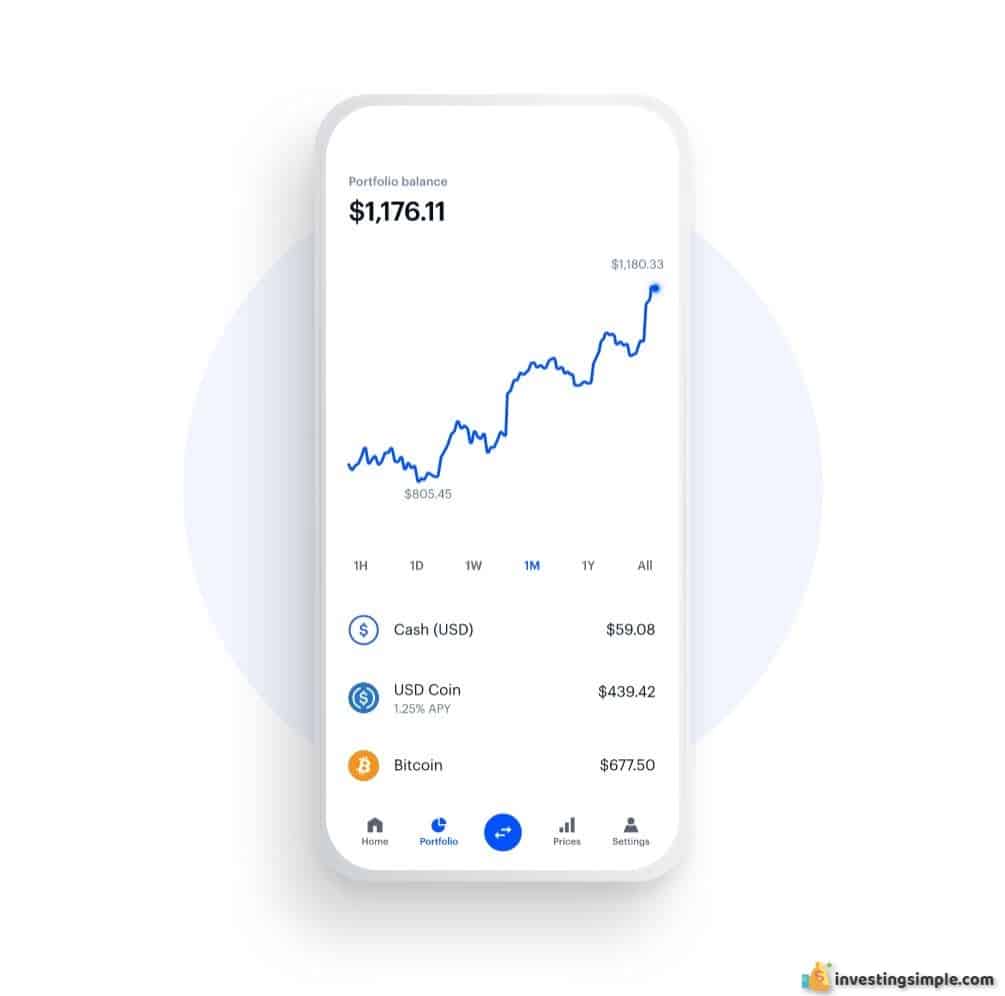 Portfolio balance
$1,176.11
$1,180.33
$805.45
1H 1D 1W 1M 1Y All
Cash (USD) $59.08
USD Coin $439.42
1.25% APY
Bitcoin $677.50
Home Portfolio Prices Settings
investingsimple.com